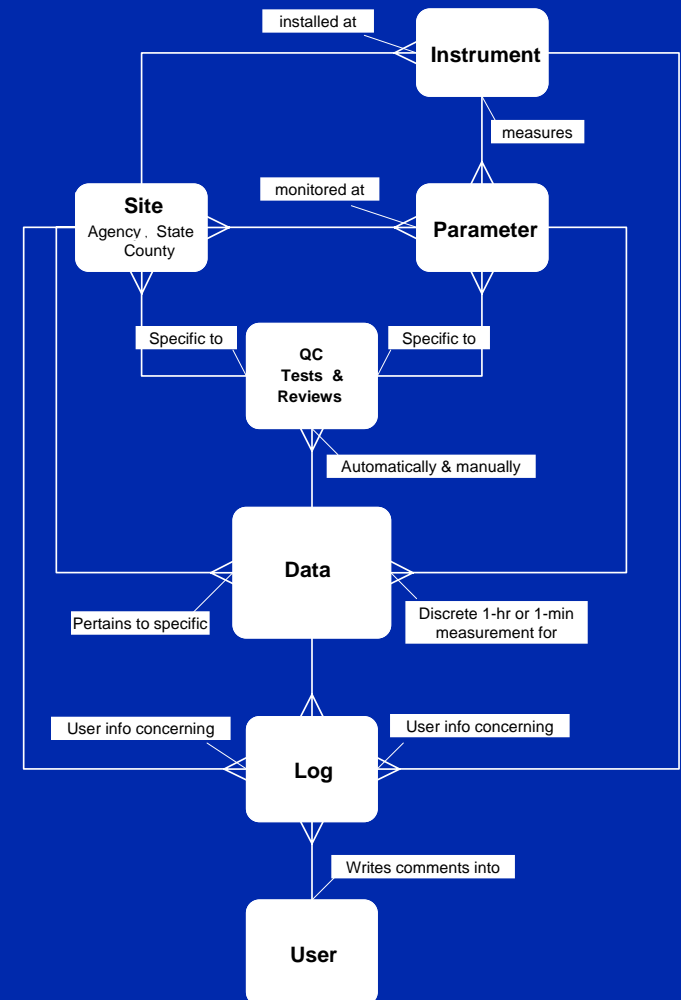 installed at
Instrument
measures
monitored at
Site
Agency, State
County
Parameter
Specific to
Specific to
QC
Tests & 
Reviews
Automatically & manually
Data
Pertains to specific
Discrete 1-hr or 1-min
measurement for
User info concerning
User info concerning
Log
Writes comments into
User